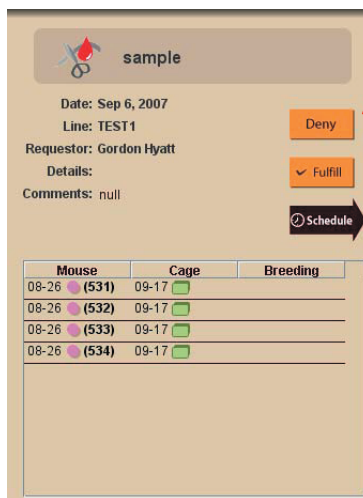 sample
Date: Sep 6, 2007
Line: TEST1
Deny
Requestor: Gordon Hyatt
Details:
Fulfill
Comments: null
Schedule
Mouse Cage Breeding
08-26 (531) 09-17
08-26 (532) 09-17
08-26 (533) 09-17
08-26 (534) 09-17